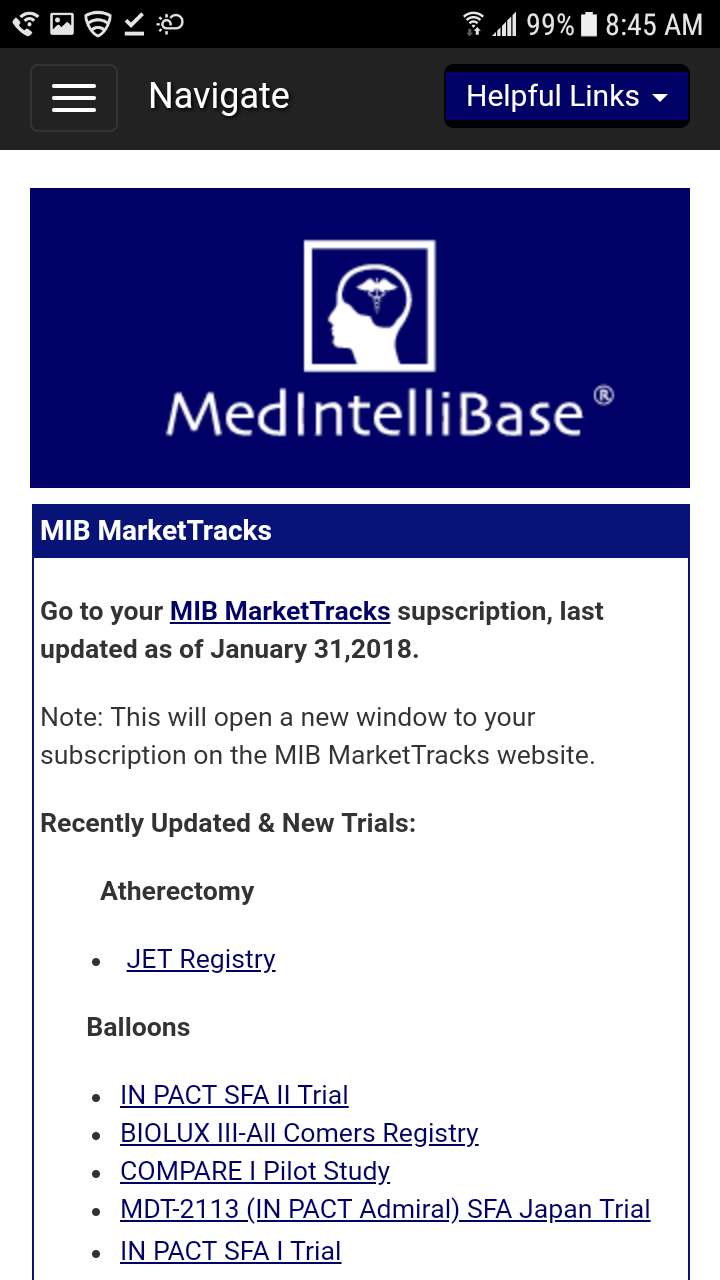 99% 8:45 AM
Navigate
Helpful Links
MedIntelliBase ®
MIB MarketTracks
Go to your MIB MarketTracks supscription, last
updated as of January 31,2018.
Note: This will open a new window to your
subscription on the MIB MarketTracks website.
Recently Updated & New Trials:
Atherectomy
• JET Registry
Balloons
• IN PACT SFA II Trial
• BIOLUX III-All Comers Registry
• COMPARE I Pilot Study
• MDT-2113 (IN PACT Admiral) SFA Japan Trial
• IN PACT SFA I Trial